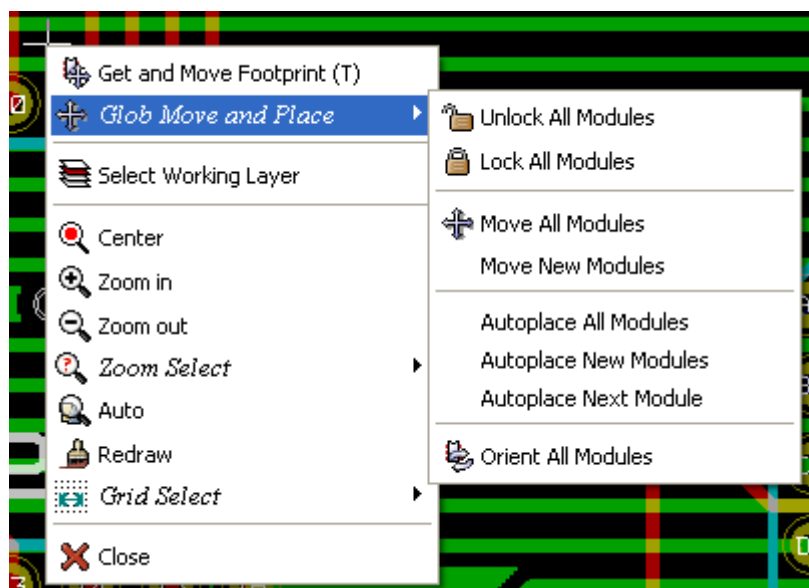 Get and Move Footprint (T)
Glob Move and Place
Select Working Layer
Center
Zoom in
Zoom out
Zoom Select
Auto
Redraw
Grid Select
Close
Unlock All Modules
Lock All Modules
Move All Modules
Move New Modules
Autoplace All Modules
Autoplace New Modules
Autoplace Next Module
Orient All Modules